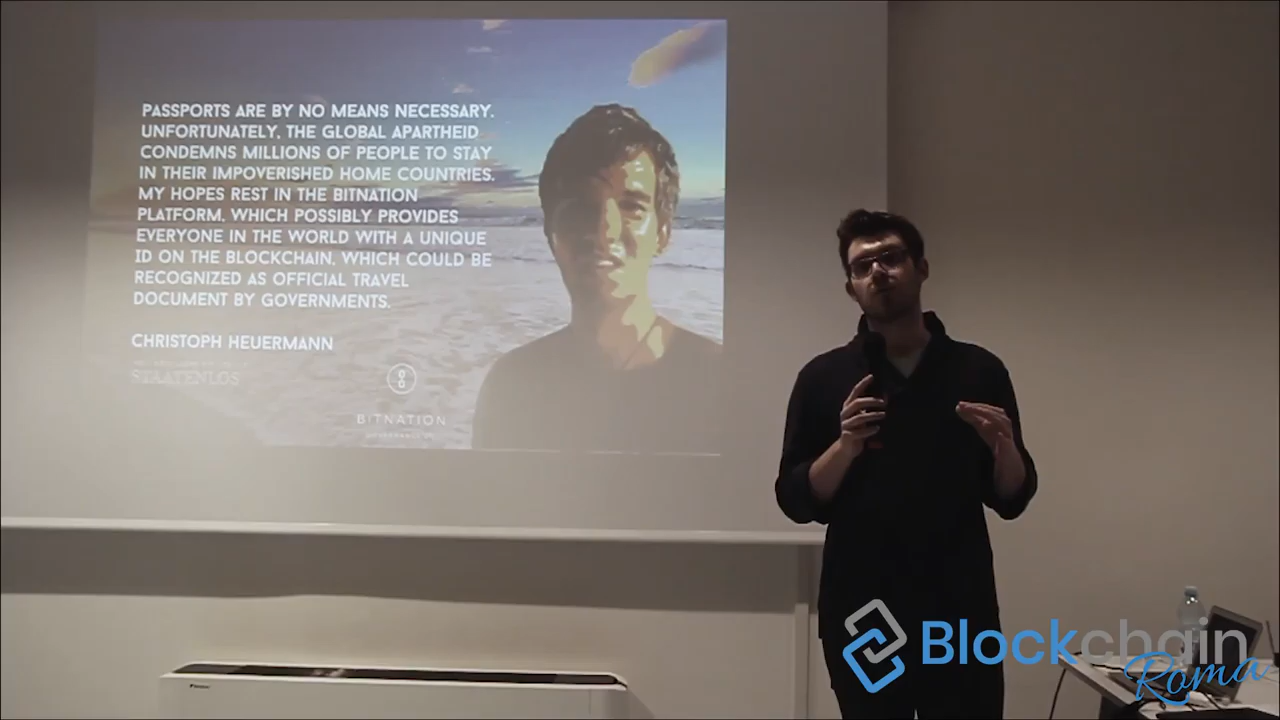 PASSPORTS ARE BY NO MEANS NECESSARY.
UNFORTUNATELY, THE GLOBAL APARTHEID
CONDEMNS MILLIONS OF PEOPLE TO STAY
IN THEIR IMPOVERISHED HOME COUNTRIES.
MY HOPES REST IN THE BITNATION
PLATFORM, WHICH POSSIBLY PROVIDES
EVERYONE IN THE WORLD WITH A UNIQUE
ID ON THE BLOCKCHAIN, WHICH COULD BE
RECOGNIZED AS OFFICIAL TRAVEL
DOCUMENT BY GOVERNMENTS.
CHRISTOPH HEUERMANN
STAATENLOS
BITNATION
Blockchain
Roma